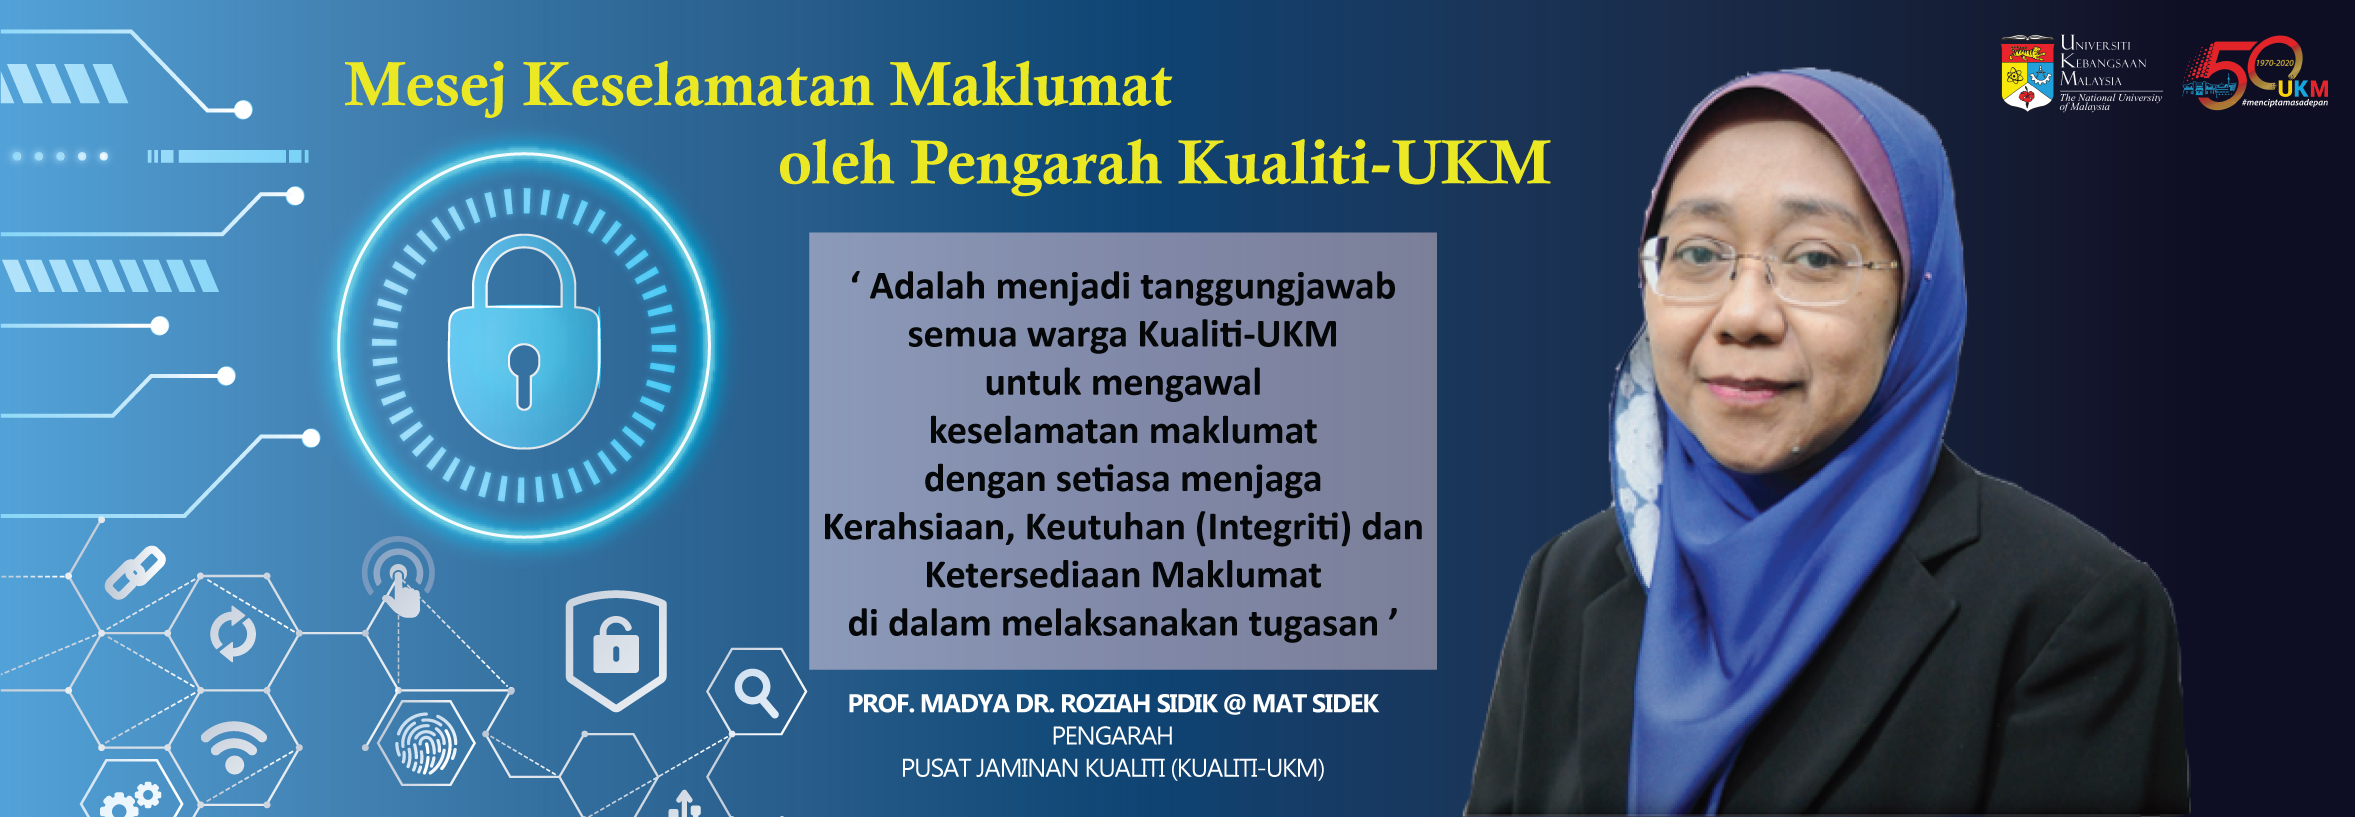 Mesej Keselamatan Maklumat
oleh Pengarah Kualiti-UKM
UNIVERSITI
KEBANGSAAN
MALAYSIA
The National University
of Malaysia
50
1970-2020
UKM
#menciptamasadepan
‘ Adalah menjadi tanggungjawab
semua warga Kualiti-UKM
untuk mengawal
keselamatan maklumat
dengan setiasa menjaga
Kerahsiaan, Keutuhan (Integriti) dan
Ketersediaan Maklumat
di dalam melaksanakan tugasan ’
PROF. MADYA DR. ROZIAH SIDIK @ MAT SIDEK
PENGARAH
PUSAT JAMINAN KUALITI (KUALITI-UKM)